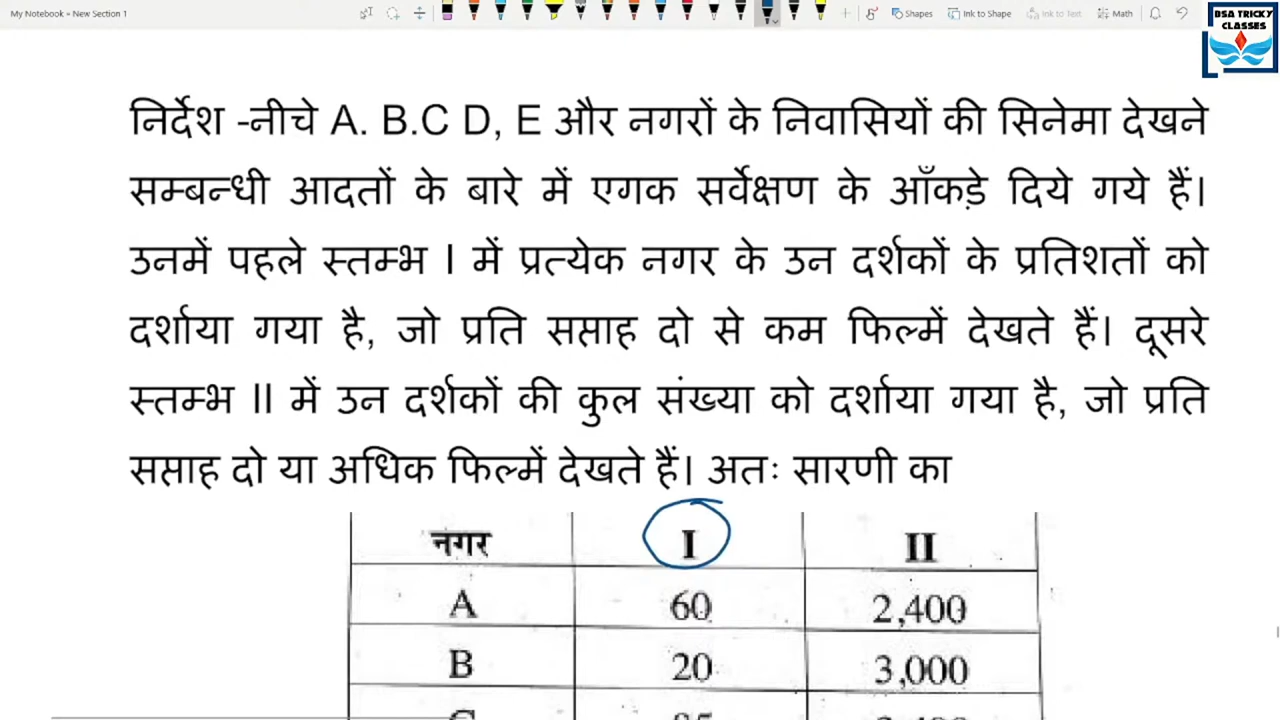 My Notebook – New Section 1
Shapes
Ink to Shape
Ink to Text
Math
BSA TRICKY
CLASSES
निर्देश -नीचे A. B.C D, E और नगरों के निवासियों की सिनेमा देखने
सम्बन्धी आदतों के बारे में एगक सर्वेक्षण के आँकड़े दिये गये हैं।
उनमें पहले स्तम्भ I में प्रत्येक नगर के उन दर्शकों के प्रतिशतों को
दर्शाया गया है, जो प्रति सप्ताह दो से कम फिल्में देखते हैं। दूसरे
स्तम्भ II में उन दर्शकों की कुल संख्या को दर्शाया गया है, जो प्रति
सप्ताह दो या अधिक फिल्में देखते हैं। अतः सारणी का
नगर I II
A 60 2,400
B 20 3,000